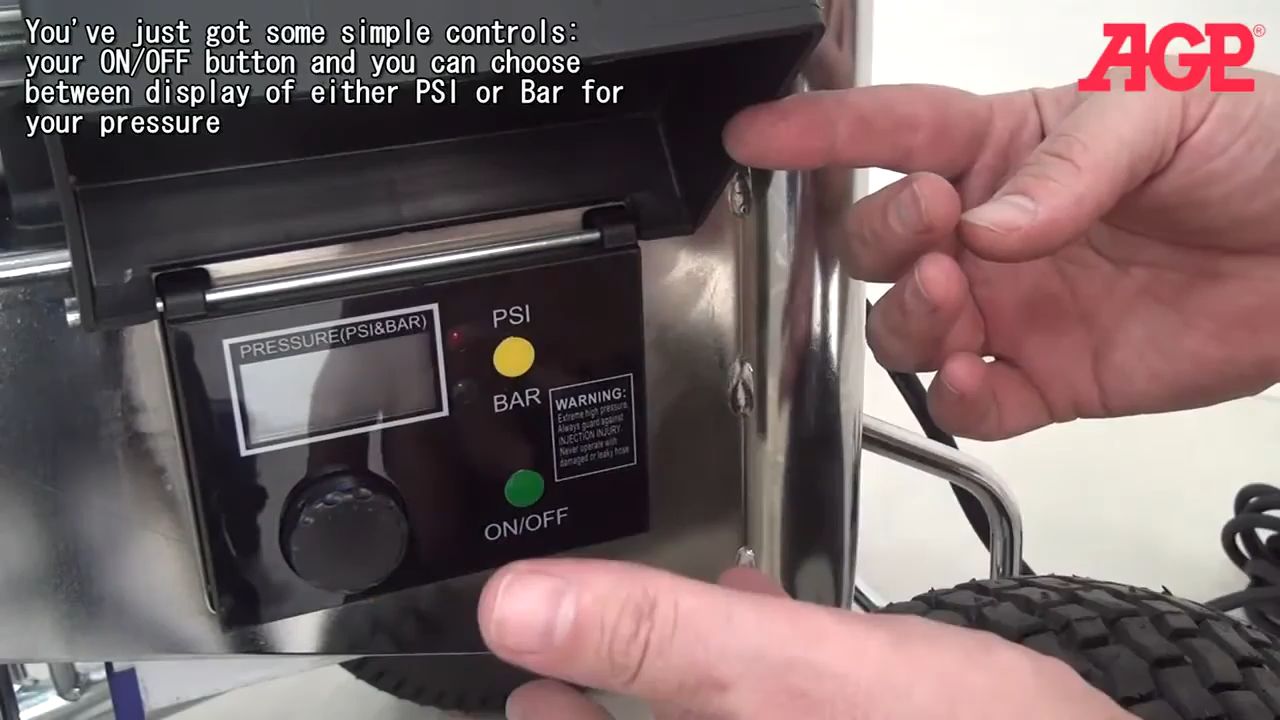 You've just got some simple controls:
your ON/OFF button and you can choose
between display of either PSI or Bar for
your pressure
AGP®
PRESSURE(PSI&BAR)
PSI
BAR
WARNING:
Extreme high pressure.
Always guard against
INJECTION INJURY.
Never operate with
damaged or leaky hose
ON/OFF